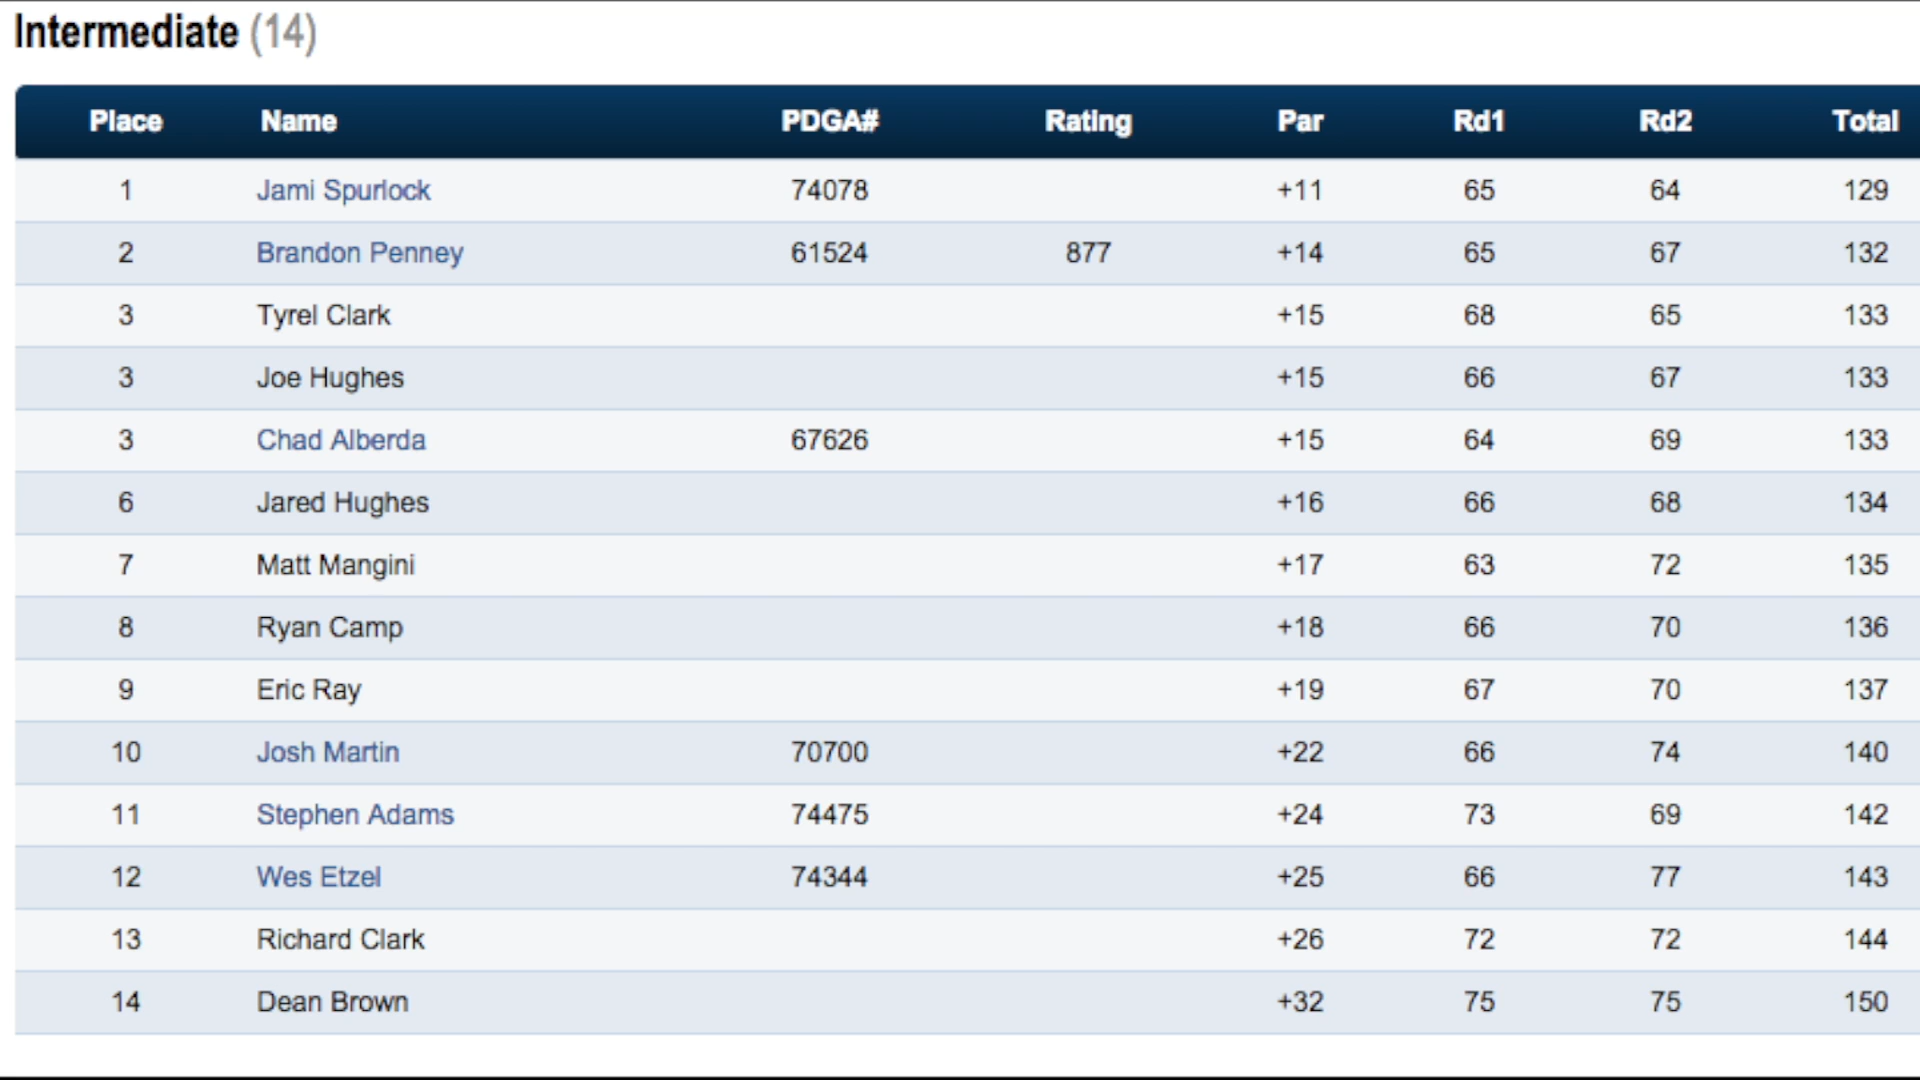 Intermediate (14)
Place Name PDGA# Rating Par Rd1 Rd2 Total
1 Jami Spurlock 74078 +11 65 64 129
2 Brandon Penney 61524 877 +14 65 67 132
3 Tyrel Clark +15 68 65 133
3 Joe Hughes +15 66 67 133
3 Chad Alberda 67626 +15 64 69 133
6 Jared Hughes +16 66 68 134
7 Matt Mangini +17 63 72 135
8 Ryan Camp +18 66 70 136
9 Eric Ray +19 67 70 137
10 Josh Martin 70700 +22 66 74 140
11 Stephen Adams 74475 +24 73 69 142
12 Wes Etzel 74344 +25 66 77 143
13 Richard Clark +26 72 72 144
14 Dean Brown +32 75 75 150